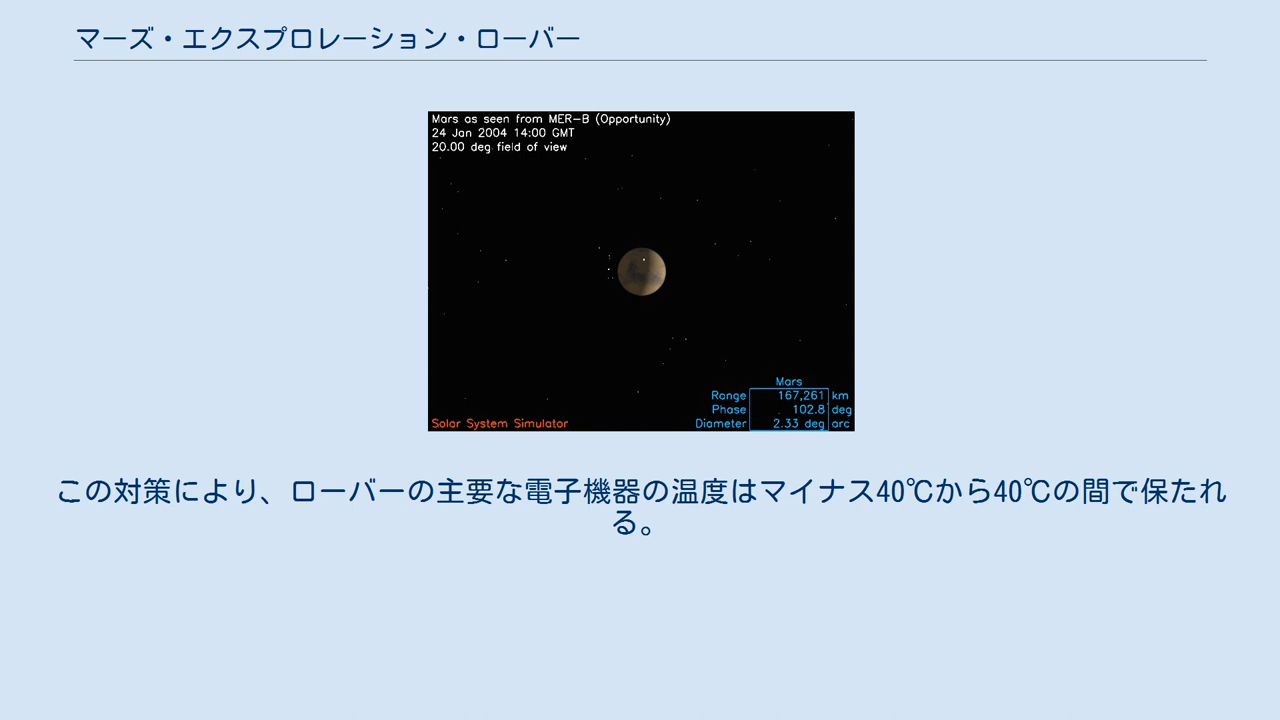 マーズ・エクスプロレーション・ローバー
Mars as seen from MER-B (Opportunity)
24 Jan 2004 14:00 GMT
20.00 deg field of view
Mars
Range 167,261 km
Phase 102.8 deg
Diameter 2.33 deg arc
Solar System Simulator
この対策により、ローバーの主要な電子機器の温度はマイナス40℃から40℃の間で保たれ
る。